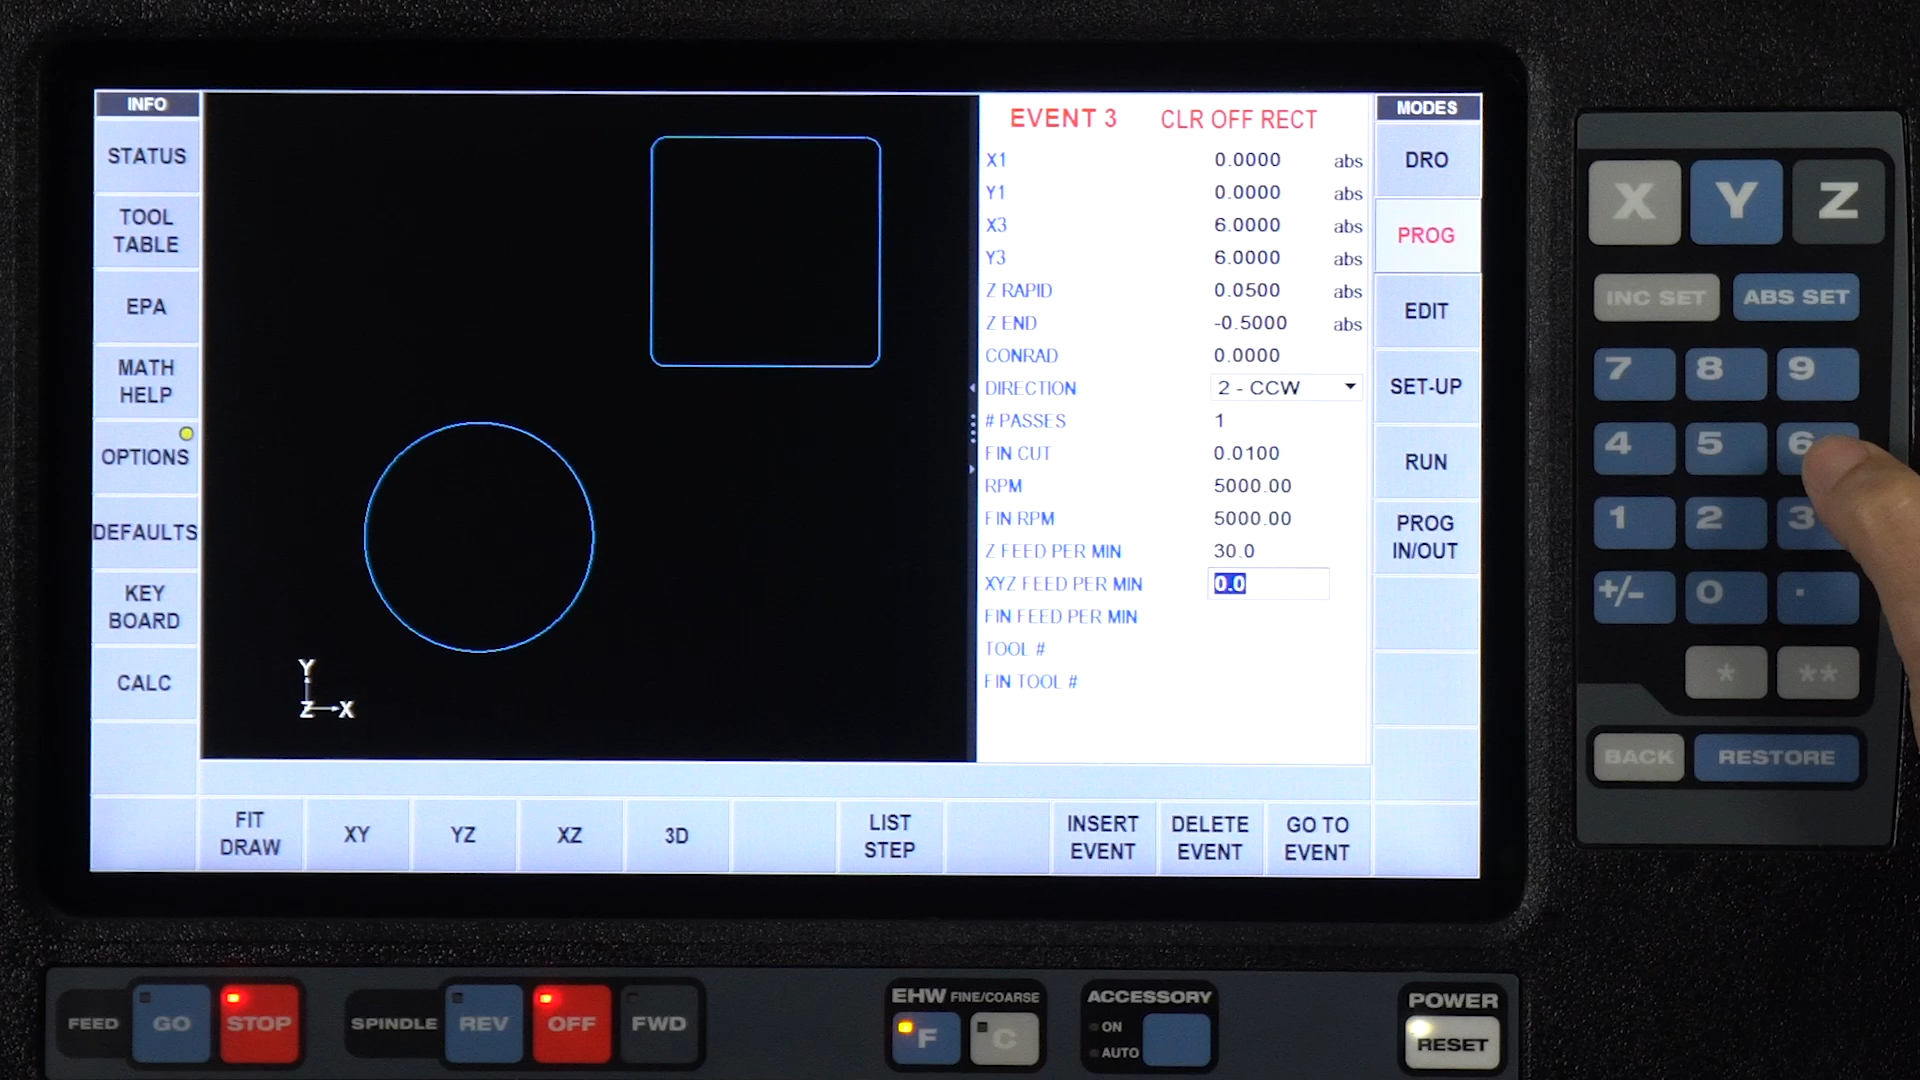 INFO
STATUS
TOOL
TABLE
EPA
MATH
HELP
OPTIONS
DEFAULTS
KEY
BOARD
CALC
Y
Z
X
EVENT 3 CLR OFF RECT
X1 0.0000 abs
Y1 0.0000 abs
X3 6.0000 abs
Y3 6.0000 abs
Z RAPID 0.0500 abs
Z END -0.5000 abs
CONRAD 0.0000
DIRECTION 2 - CCW
# PASSES 1
FIN CUT 0.0100
RPM 5000.00
FIN RPM 5000.00
Z FEED PER MIN 30.0
XYZ FEED PER MIN 0.0
FIN FEED PER MIN
TOOL #
FIN TOOL #
MODES
DRO
PROG
EDIT
SET-UP
RUN
PROG
IN/OUT
FIT
DRAW
XY
YZ
XZ
3D
LIST
STEP
INSERT
EVENT
DELETE
EVENT
GO TO
EVENT
X Y Z
INC SET ABS SET
7 8 9
4 5 6
1 2 3
+/- 0 .
* **
BACK RESTORE
FEED GO STOP
SPINDLE REV OFF FWD
EHW FINE/COARSE
F C
ACCESSORY
ON
AUTO
POWER
RESET